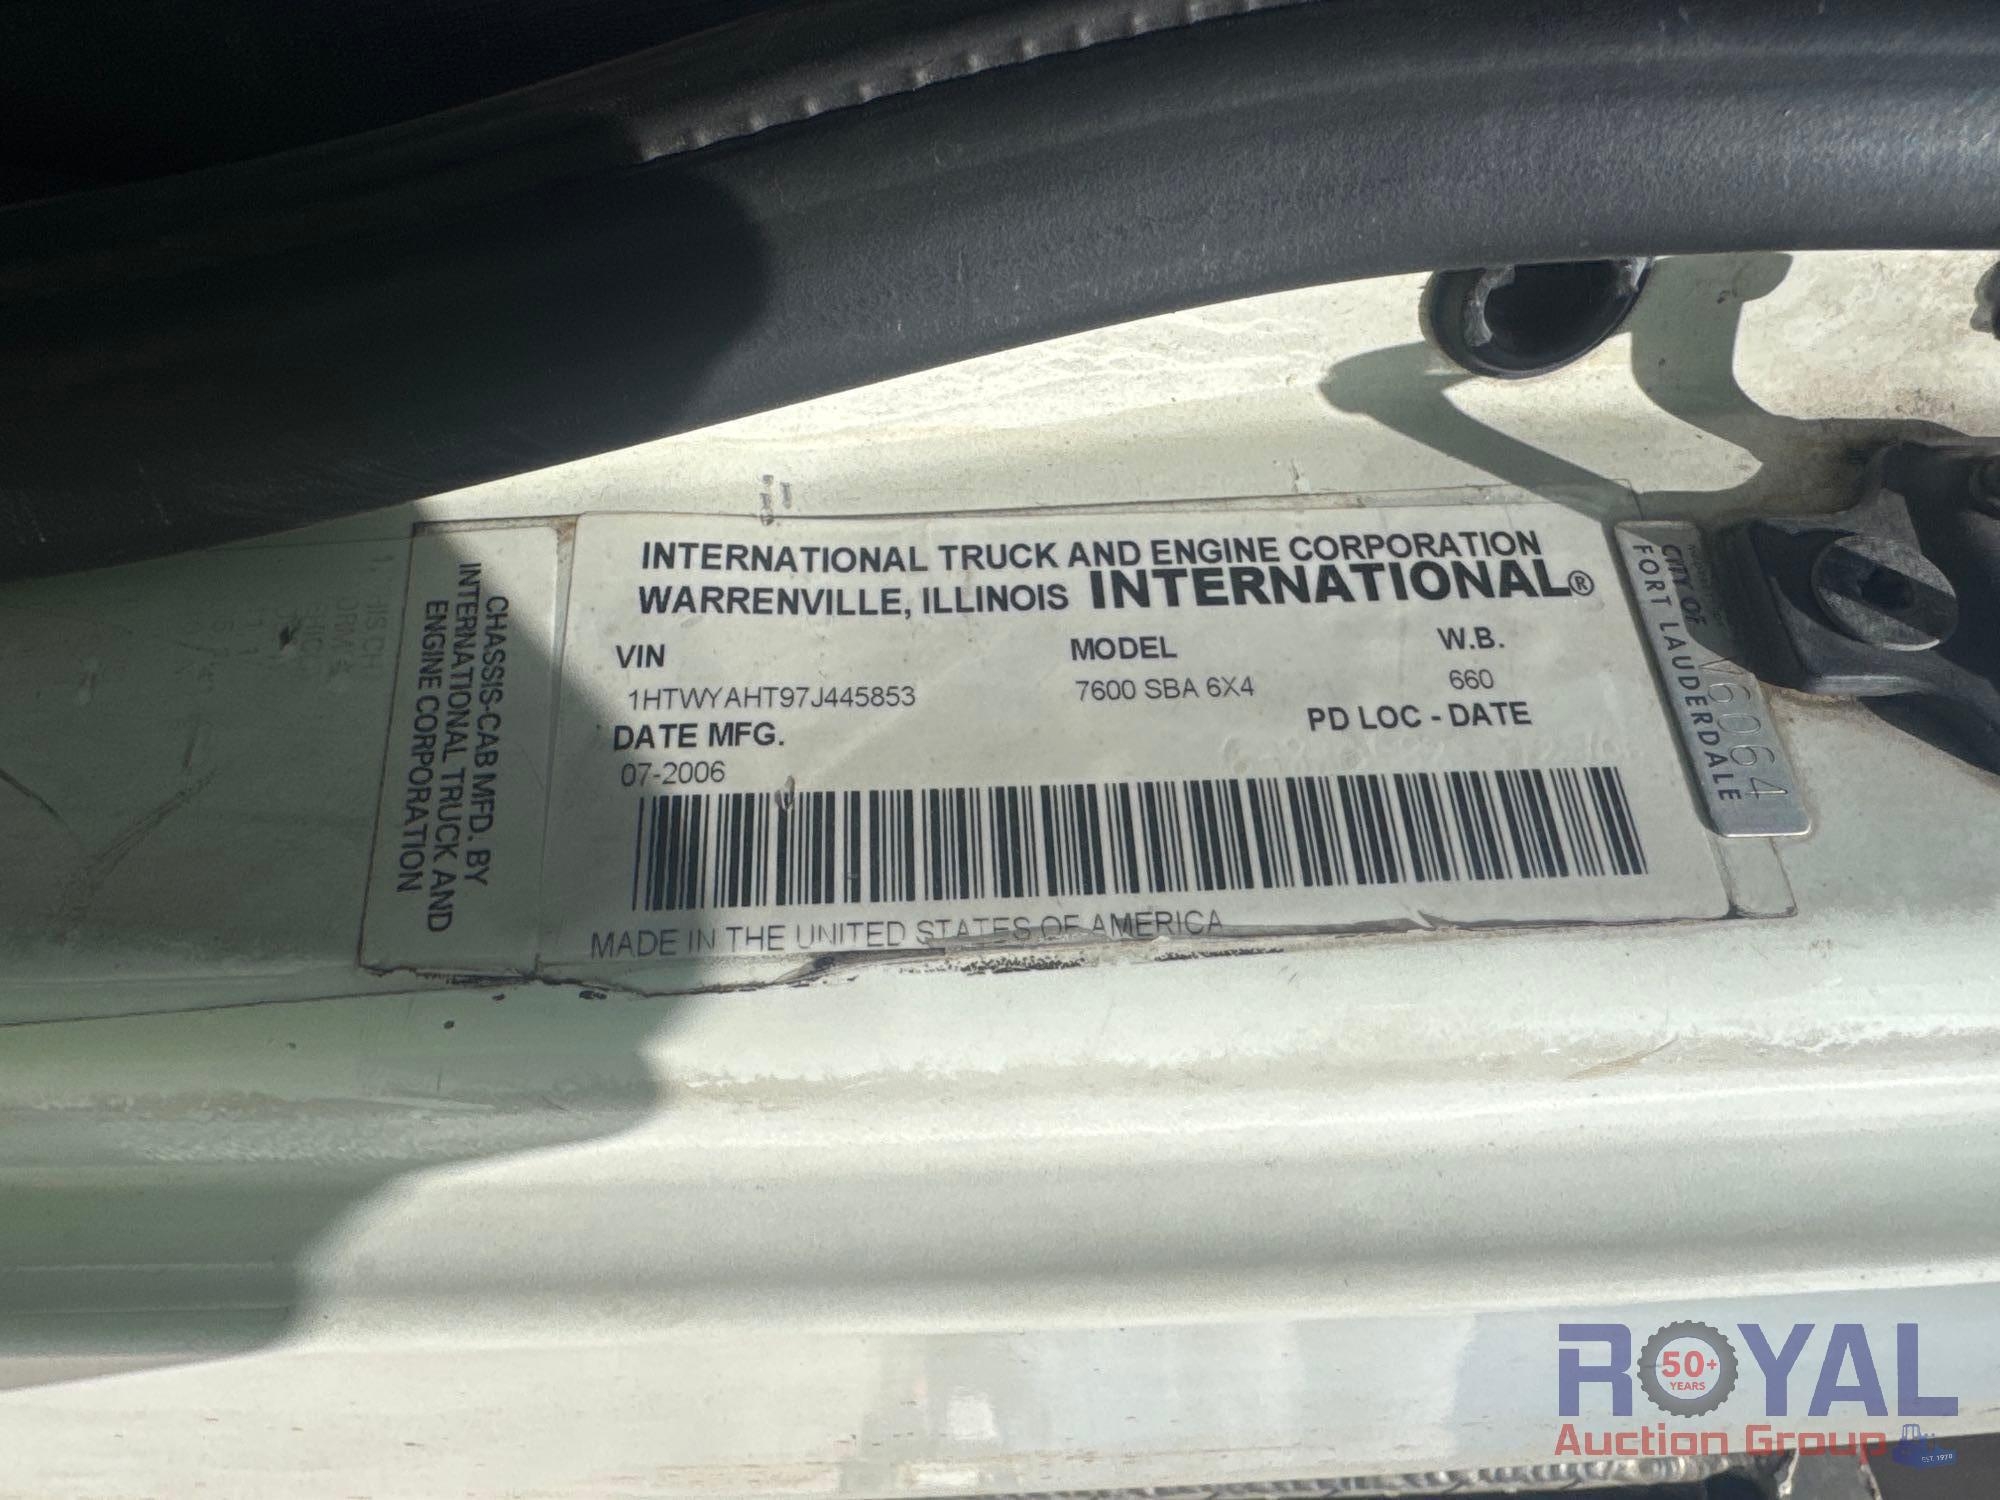 INTERNATIONAL TRUCK AND ENGINE CORPORATION
WARRENVILLE, ILLINOIS INTERNATIONAL®
VIN MODEL W.B.
1HTWYAHT97J445853 7600 SBA 6X4 660
DATE MFG. PD LOC - DATE
07-2006
MADE IN THE UNITED STATES OF AMERICA
CHASSIS-CAB MFD. BY
INTERNATIONAL TRUCK AND
ENGINE CORPORATION
CITY OF
FORT LAUDERDALE
V6064
ROYAL
50+
YEARS
Auction Group
EST. 1970